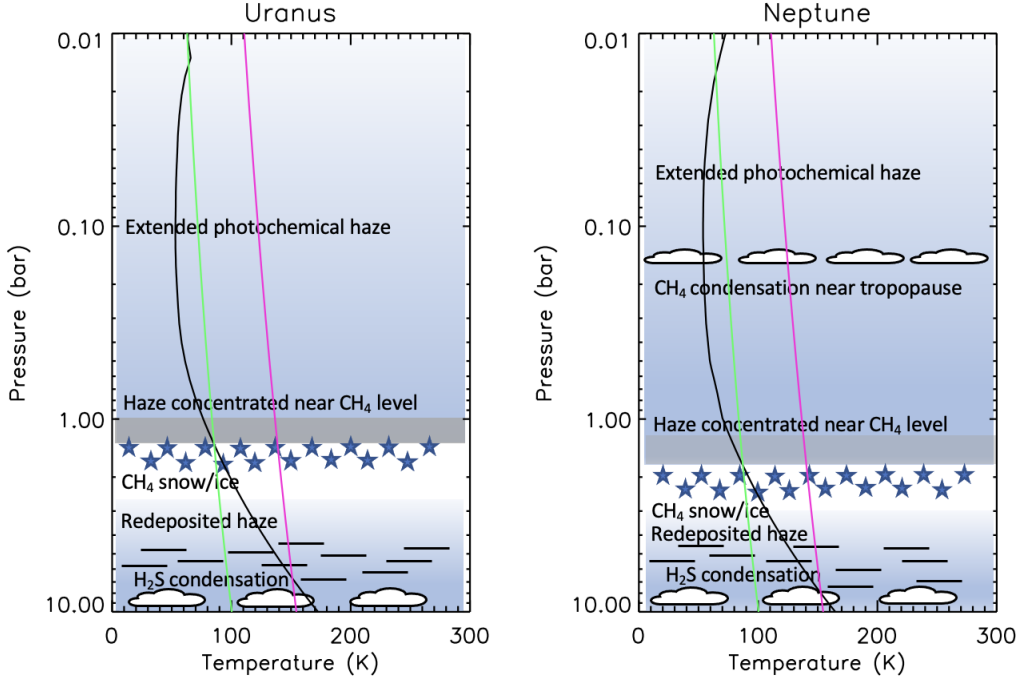 Uranus
0.01
Extended photochemical haze
0.10
Pressure (bar)
Haze concentrated near CH₄ level
1.00
CH₄ snow/ice
Redeposited haze
H₂S condensation
10.00
0 100 200 300
Temperature (K)
Neptune
0.01
Extended photochemical haze
0.10
CH₄ condensation near tropopause
Pressure (bar)
1.00
Haze concentrated near CH₄ level
CH₄ snow/ice
Redeposited haze
H₂S condensation
10.00
0 100 200 300
Temperature (K)